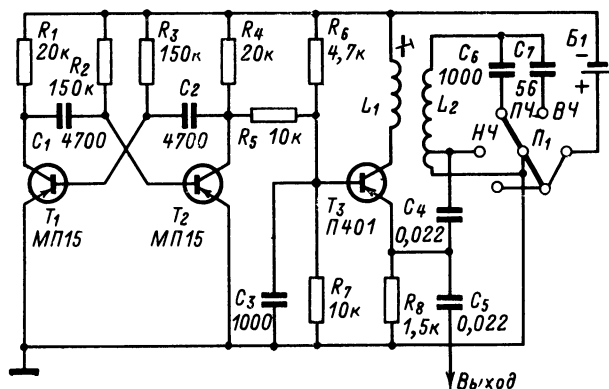 R1
20к
R2
150к
R3
150к
R4
20к
R6
4,7к
L1
L2
C6
1000
C7
56
Б1
-
+
ПЧ
ВЧ
НЧ
П1
C1
4700
C2
4700
R5
10к
T1
МП15
T2
МП15
T3
П401
C4
0,022
C3
1000
R7
10к
R8
1,5к
C5
0,022
Выход